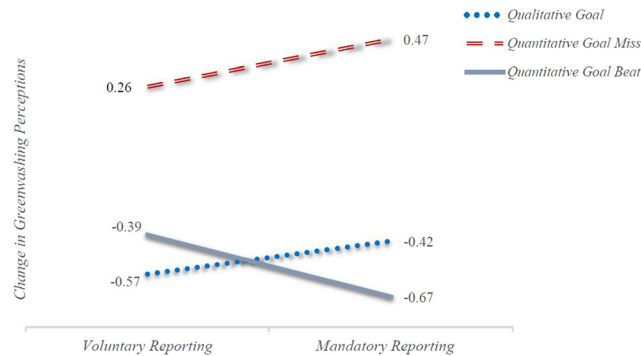 Qualitative Goal
Quantitative Goal Miss
Quantitative Goal Beat
Change in Greenwashing Perceptions
0.26
0.47
-0.39
-0.42
-0.57
-0.67
Voluntary Reporting
Mandatory Reporting